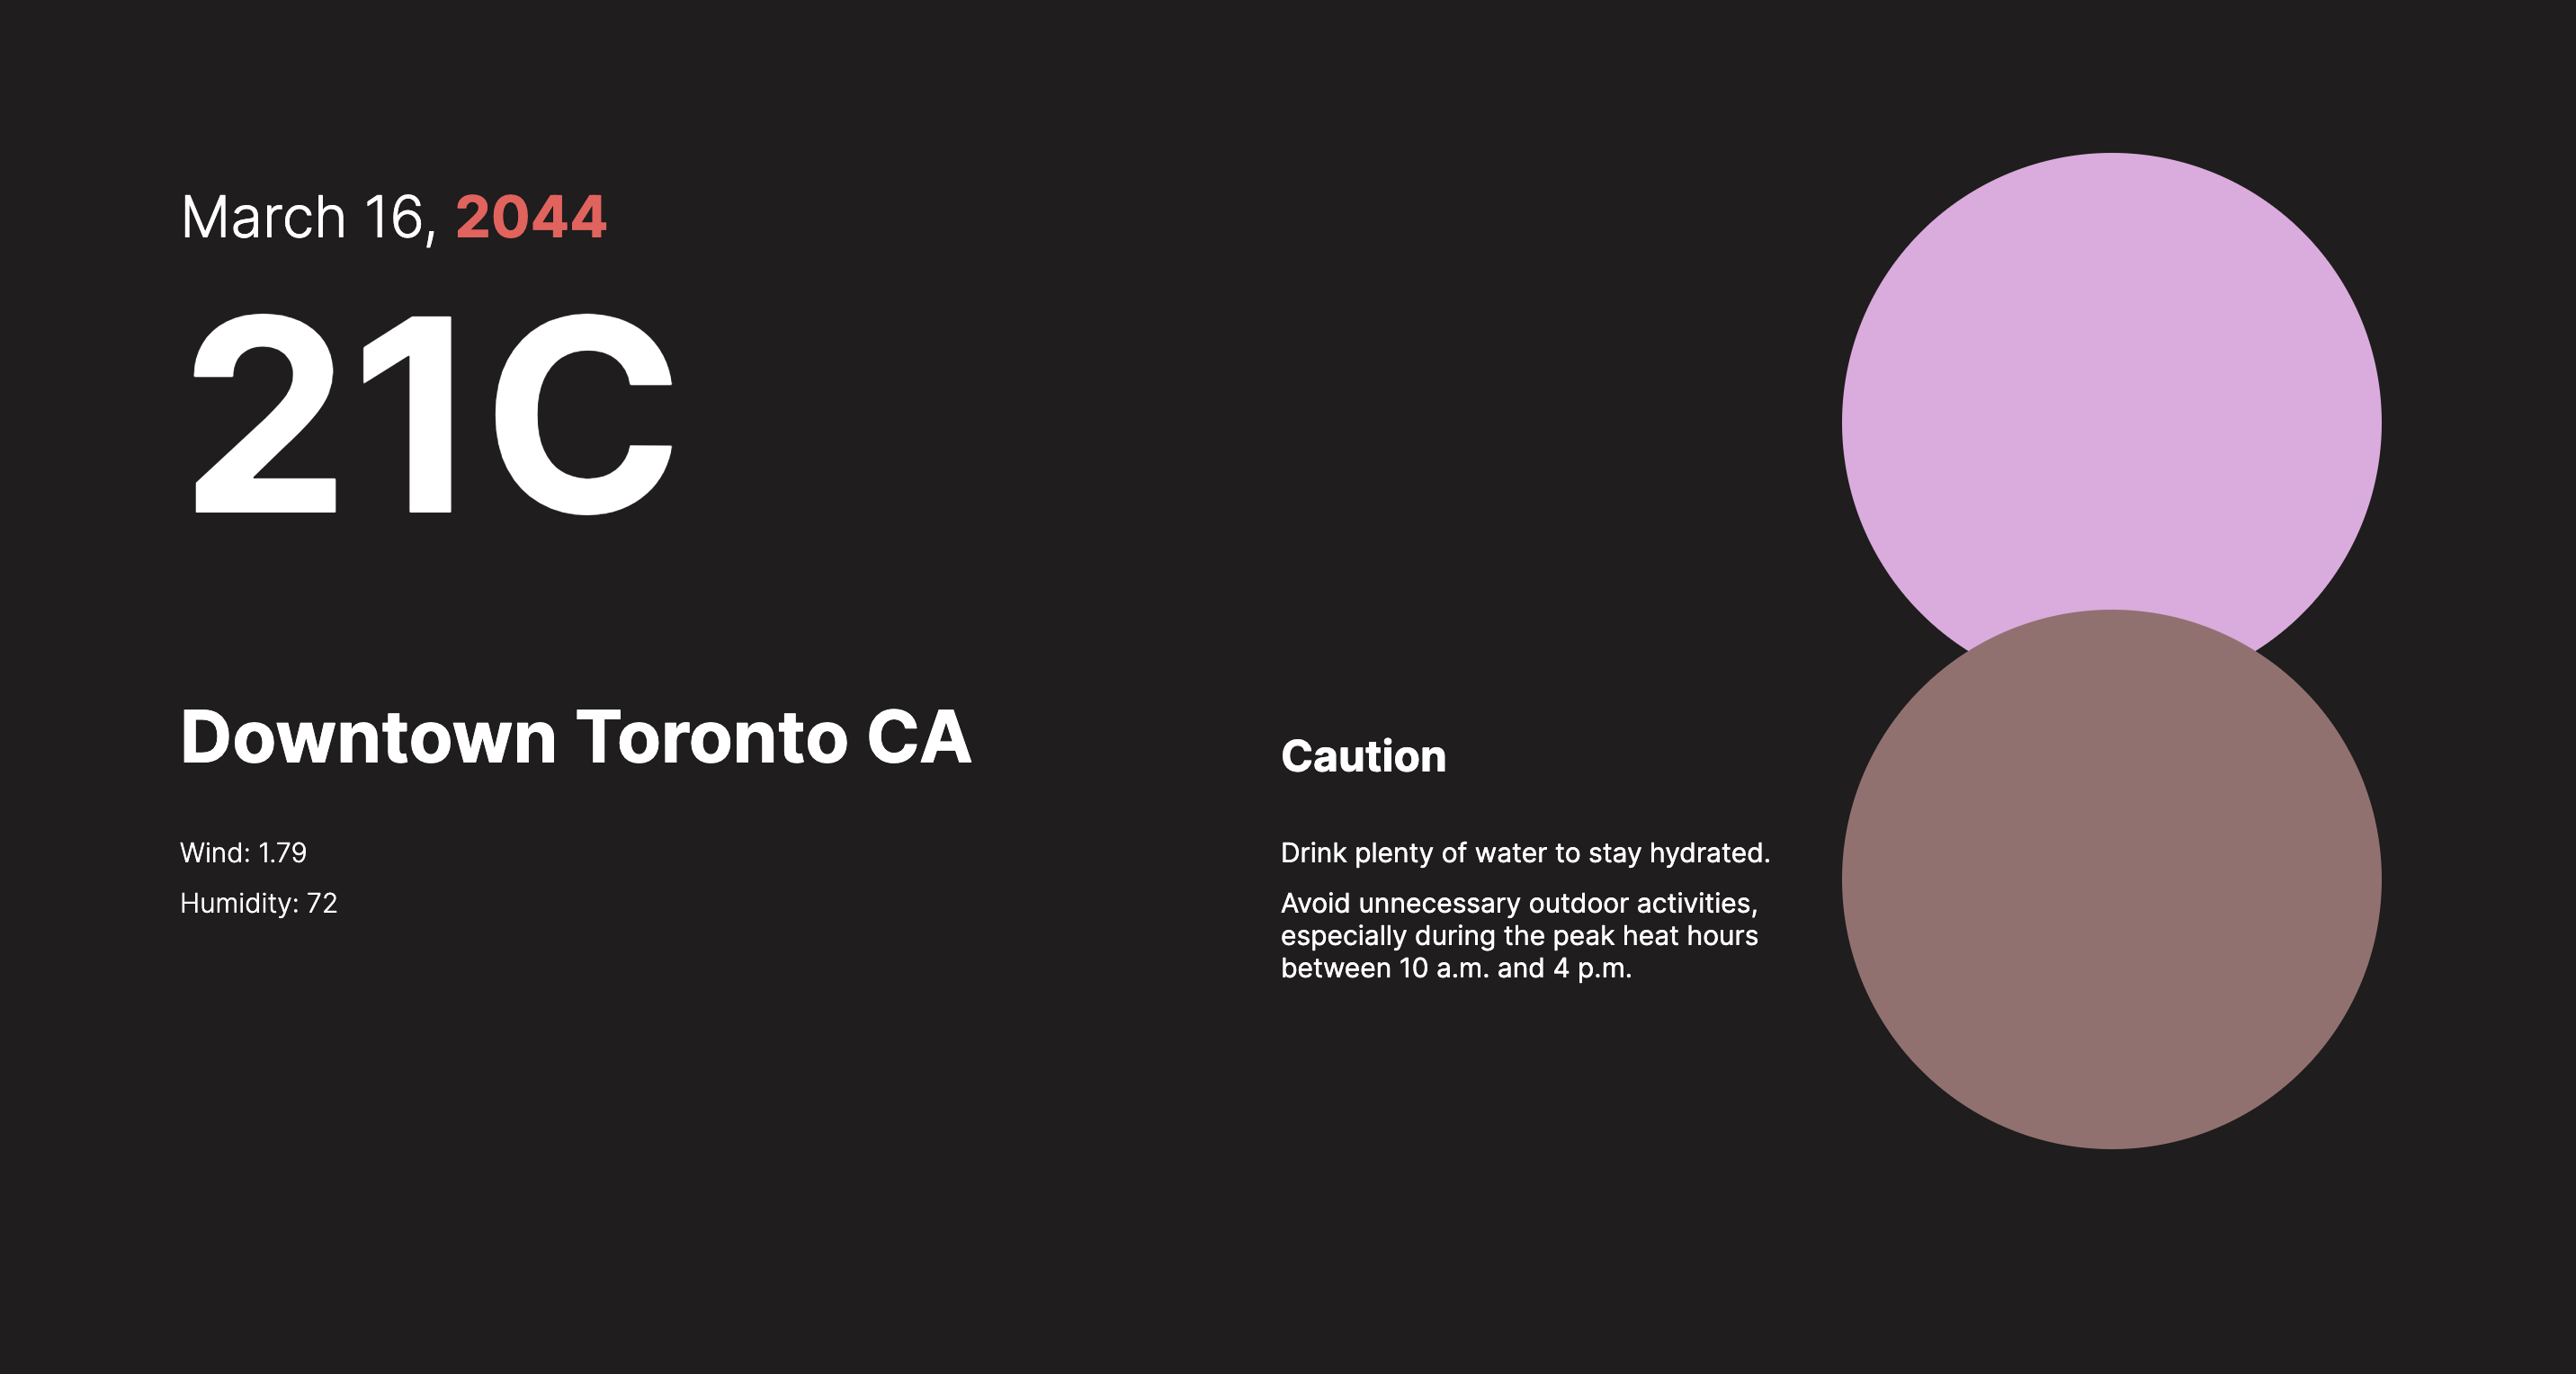 March 16, 2044
21C
Downtown Toronto CA
Wind: 1.79
Humidity: 72
Caution
Drink plenty of water to stay hydrated.
Avoid unnecessary outdoor activities,
especially during the peak heat hours
between 10 a.m. and 4 p.m.